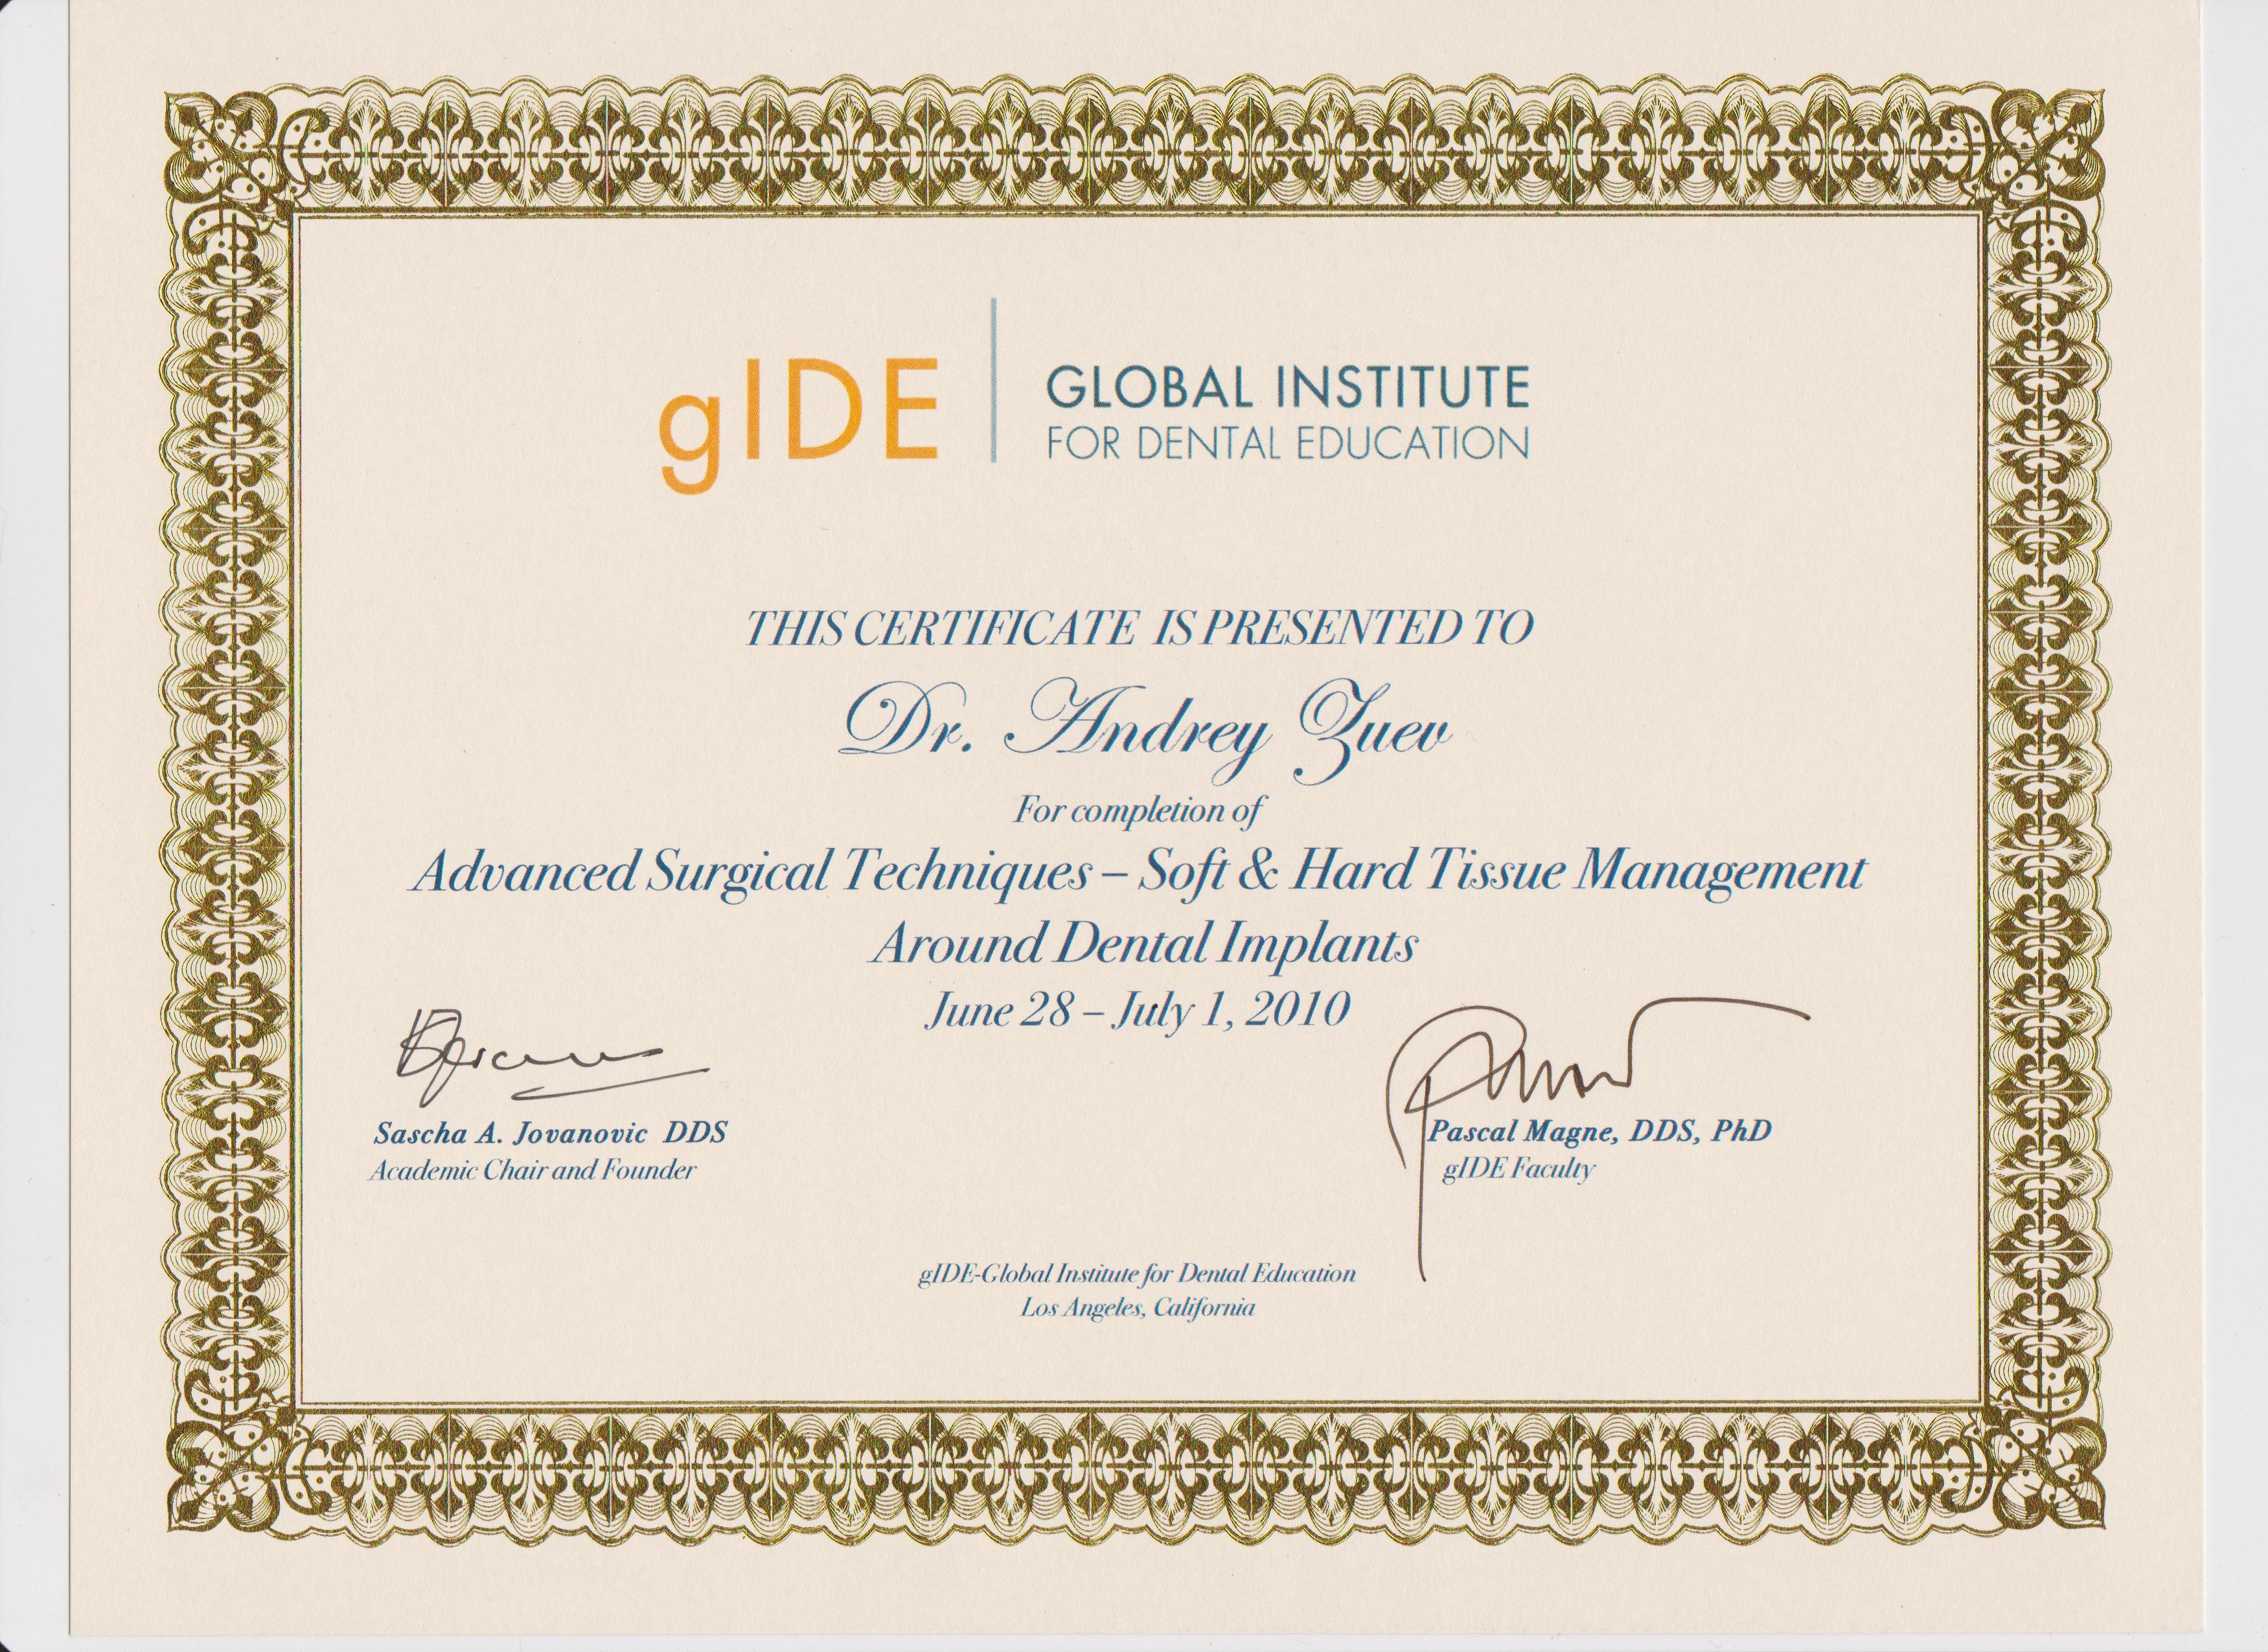 gIDE
GLOBAL INSTITUTE
FOR DENTAL EDUCATION
THIS CERTIFICATE IS PRESENTED TO
Dr. Andrey Zuev
For completion of
Advanced Surgical Techniques – Soft & Hard Tissue Management
Around Dental Implants
June 28 – July 1, 2010
Sascha A. Jovanovic DDS
Academic Chair and Founder
Pascal Magne, DDS, PhD
gIDE Faculty
gIDE-Global Institute for Dental Education
Los Angeles, California